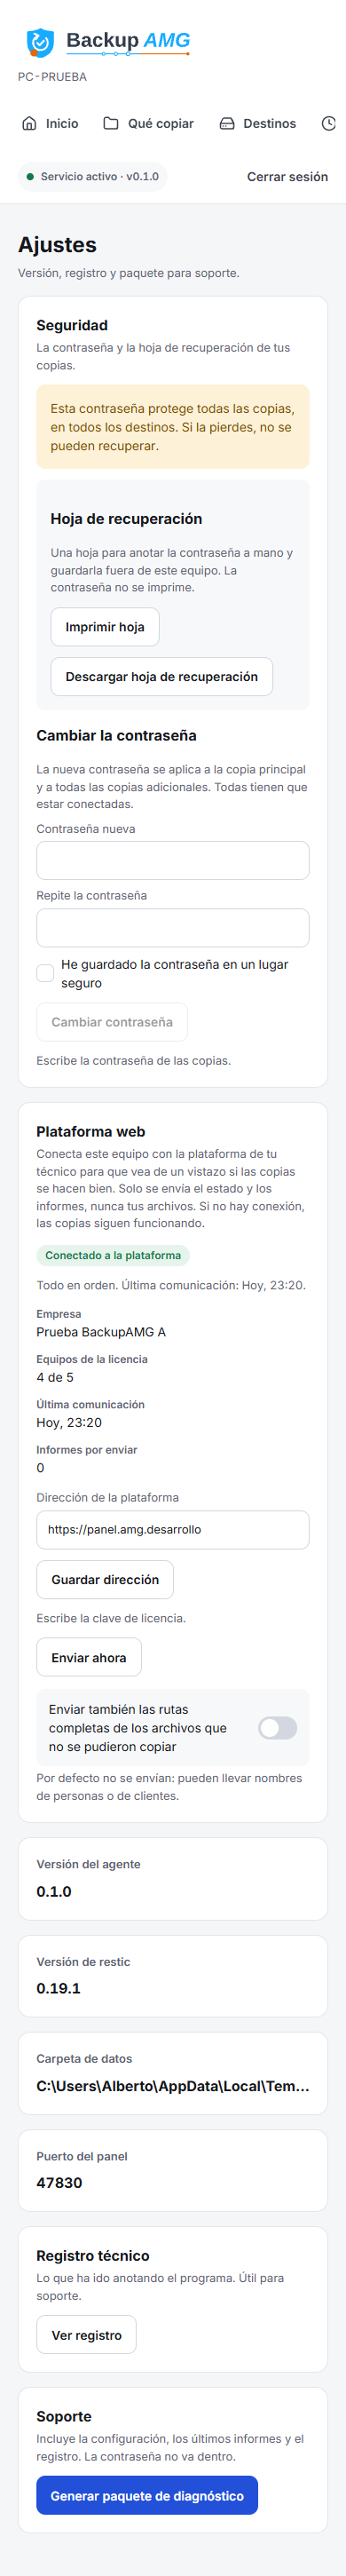 Backup AMG
PC-PRUEBA
Inicio
Qué copiar
Destinos
Servicio activo · v0.1.0
Cerrar sesión
Ajustes
Versión, registro y paquete para soporte.
Seguridad
La contraseña y la hoja de recuperación de tus
copias.
Esta contraseña protege todas las copias,
en todos los destinos. Si la pierdes, no se
pueden recuperar.
Hoja de recuperación
Una hoja para anotar la contraseña a mano y
guardarla fuera de este equipo. La
contraseña no se imprime.
Imprimir hoja
Descargar hoja de recuperación
Cambiar la contraseña
La nueva contraseña se aplica a la copia principal
y a todas las copias adicionales. Todas tienen que
estar conectadas.
Contraseña nueva
Repite la contraseña
He guardado la contraseña en un lugar
seguro
Cambiar contraseña
Escribe la contraseña de las copias.
Plataforma web
Conecta este equipo con la plataforma de tu
técnico para que vea de un vistazo si las copias
se hacen bien. Solo se envía el estado y los
informes, nunca tus archivos. Si no hay conexión,
las copias siguen funcionando.
Conectado a la plataforma
Todo en orden. Última comunicación: Hoy, 23:20.
Empresa
Prueba BackupAMG A
Equipos de la licencia
4 de 5
Última comunicación
Hoy, 23:20
Informes por enviar
0
Dirección de la plataforma
https://panel.amg.desarrollo
Guardar dirección
Escribe la clave de licencia.
Enviar ahora
Enviar también las rutas
completas de los archivos que
no se pudieron copiar
Por defecto no se envían: pueden llevar nombres
de personas o de clientes.
Versión del agente
0.1.0
Versión de restic
0.19.1
Carpeta de datos
C:\Users\Alberto\AppData\Local\Tem…
Puerto del panel
47830
Registro técnico
Lo que ha ido anotando el programa. Útil para
soporte.
Ver registro
Soporte
Incluye la configuración, los últimos informes y el
registro. La contraseña no va dentro.
Generar paquete de diagnóstico